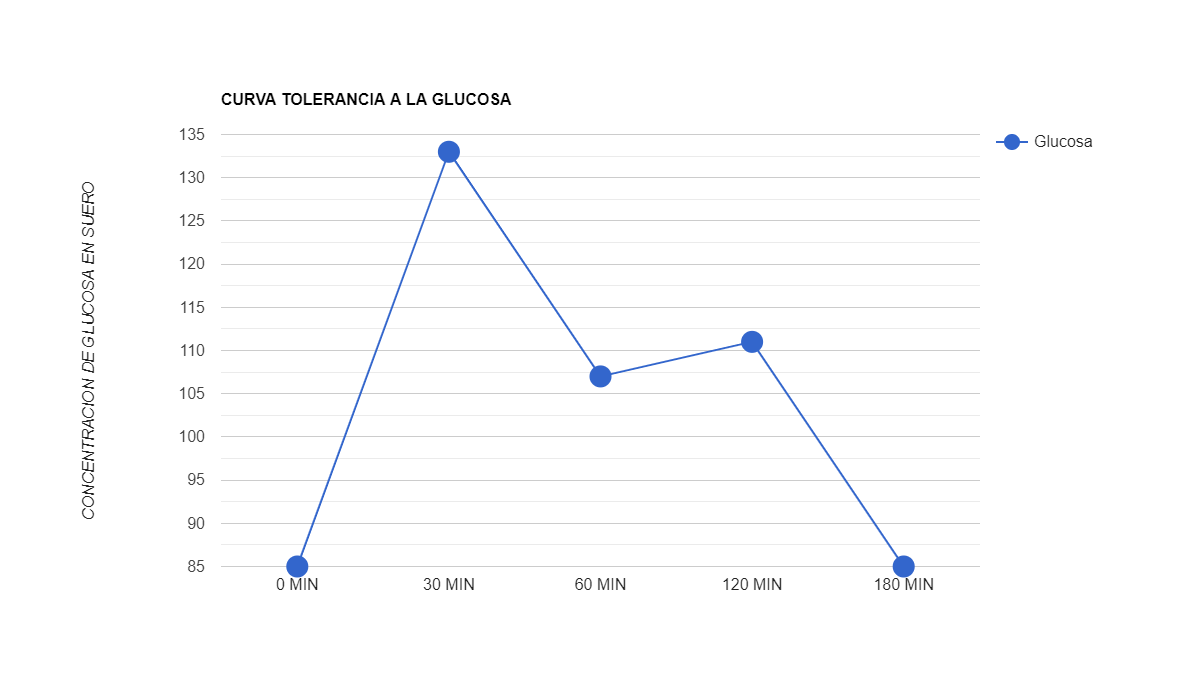 CURVA TOLERANCIA A LA GLUCOSA
Glucosa
CONCENTRACION DE GLUCOSA EN SUERO
135
130
125
120
115
110
105
100
95
90
85
0 MIN
30 MIN
60 MIN
120 MIN
180 MIN